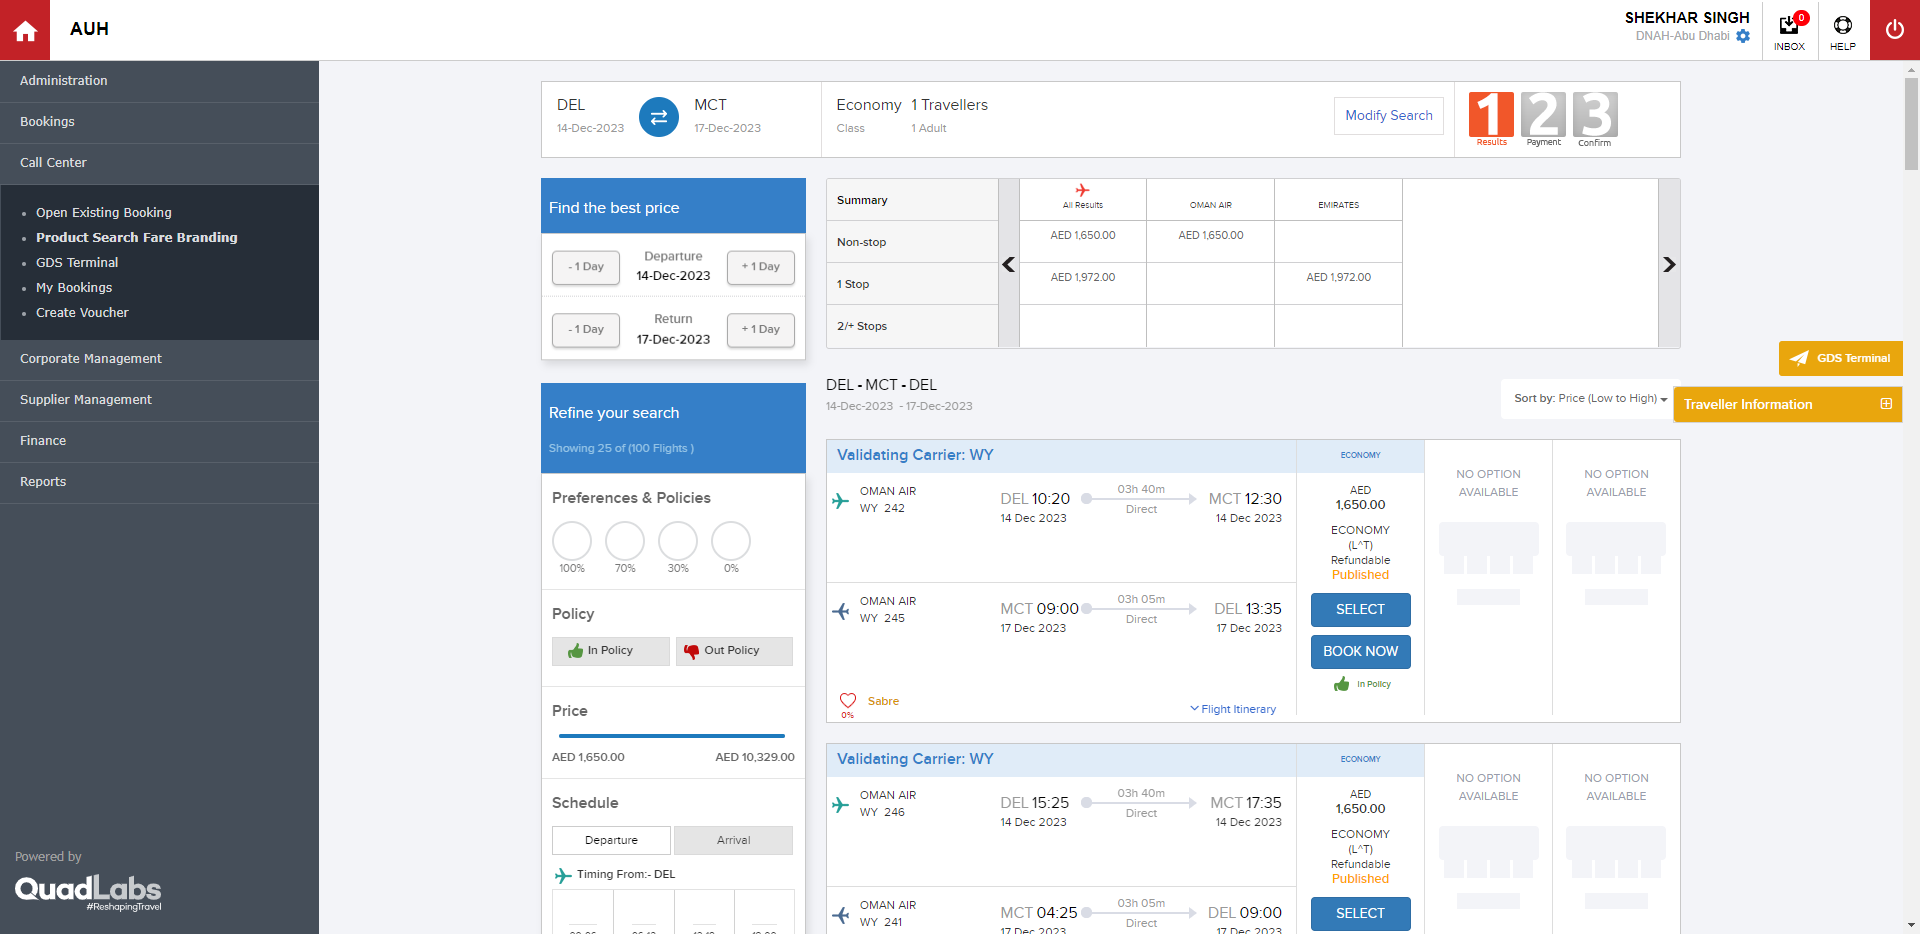 AUH
SHEKHAR SINGH
DNAH-Abu Dhabi
0
INBOX
HELP
Administration
Bookings
Call Center
Open Existing Booking
Product Search Fare Branding
GDS Terminal
My Bookings
Create Voucher
Corporate Management
Supplier Management
Finance
Reports
Powered by
QuadLabs
#ReshapingTravel
DEL
14-Dec-2023
MCT
17-Dec-2023
Economy
Class
1 Travellers
1 Adult
Modify Search
1 2 3
Results Payment Confirm
Find the best price
- 1 Day
Departure
14-Dec-2023
+ 1 Day
- 1 Day
Return
17-Dec-2023
+ 1 Day
Summary All Results OMAN AIR EMIRATES
Non-stop AED 1,650.00 AED 1,650.00
1 Stop AED 1,972.00 AED 1,972.00
2/+ Stops
GDS Terminal
Traveller Information
Refine your search
Showing 25 of (100 Flights )
Preferences & Policies
100% 70% 30% 0%
Policy
In Policy Out Policy
Price
AED 1,650.00 AED 10,329.00
Schedule
Departure Arrival
Timing From:- DEL
DEL - MCT - DEL
14-Dec-2023 - 17-Dec-2023
Sort by: Price (Low to High)
Validating Carrier: WY
ECONOMY
OMAN AIR
WY 242
DEL 10:20
14 Dec 2023
03h 40m
Direct
MCT 12:30
14 Dec 2023
OMAN AIR
WY 245
MCT 09:00
17 Dec 2023
03h 05m
Direct
DEL 13:35
17 Dec 2023
0%
Sabre
Flight Itinerary
AED
1,650.00
ECONOMY
(L^T)
Refundable
Published
SELECT
BOOK NOW
In Policy
NO OPTION
AVAILABLE
NO OPTION
AVAILABLE
Validating Carrier: WY
ECONOMY
OMAN AIR
WY 246
DEL 15:25
14 Dec 2023
03h 40m
Direct
MCT 17:35
14 Dec 2023
OMAN AIR
WY 241
MCT 04:25
17 Dec 2023
03h 05m
Direct
DEL 09:00
17 Dec 2023
AED
1,650.00
ECONOMY
(L^T)
Refundable
Published
SELECT
NO OPTION
AVAILABLE
NO OPTION
AVAILABLE